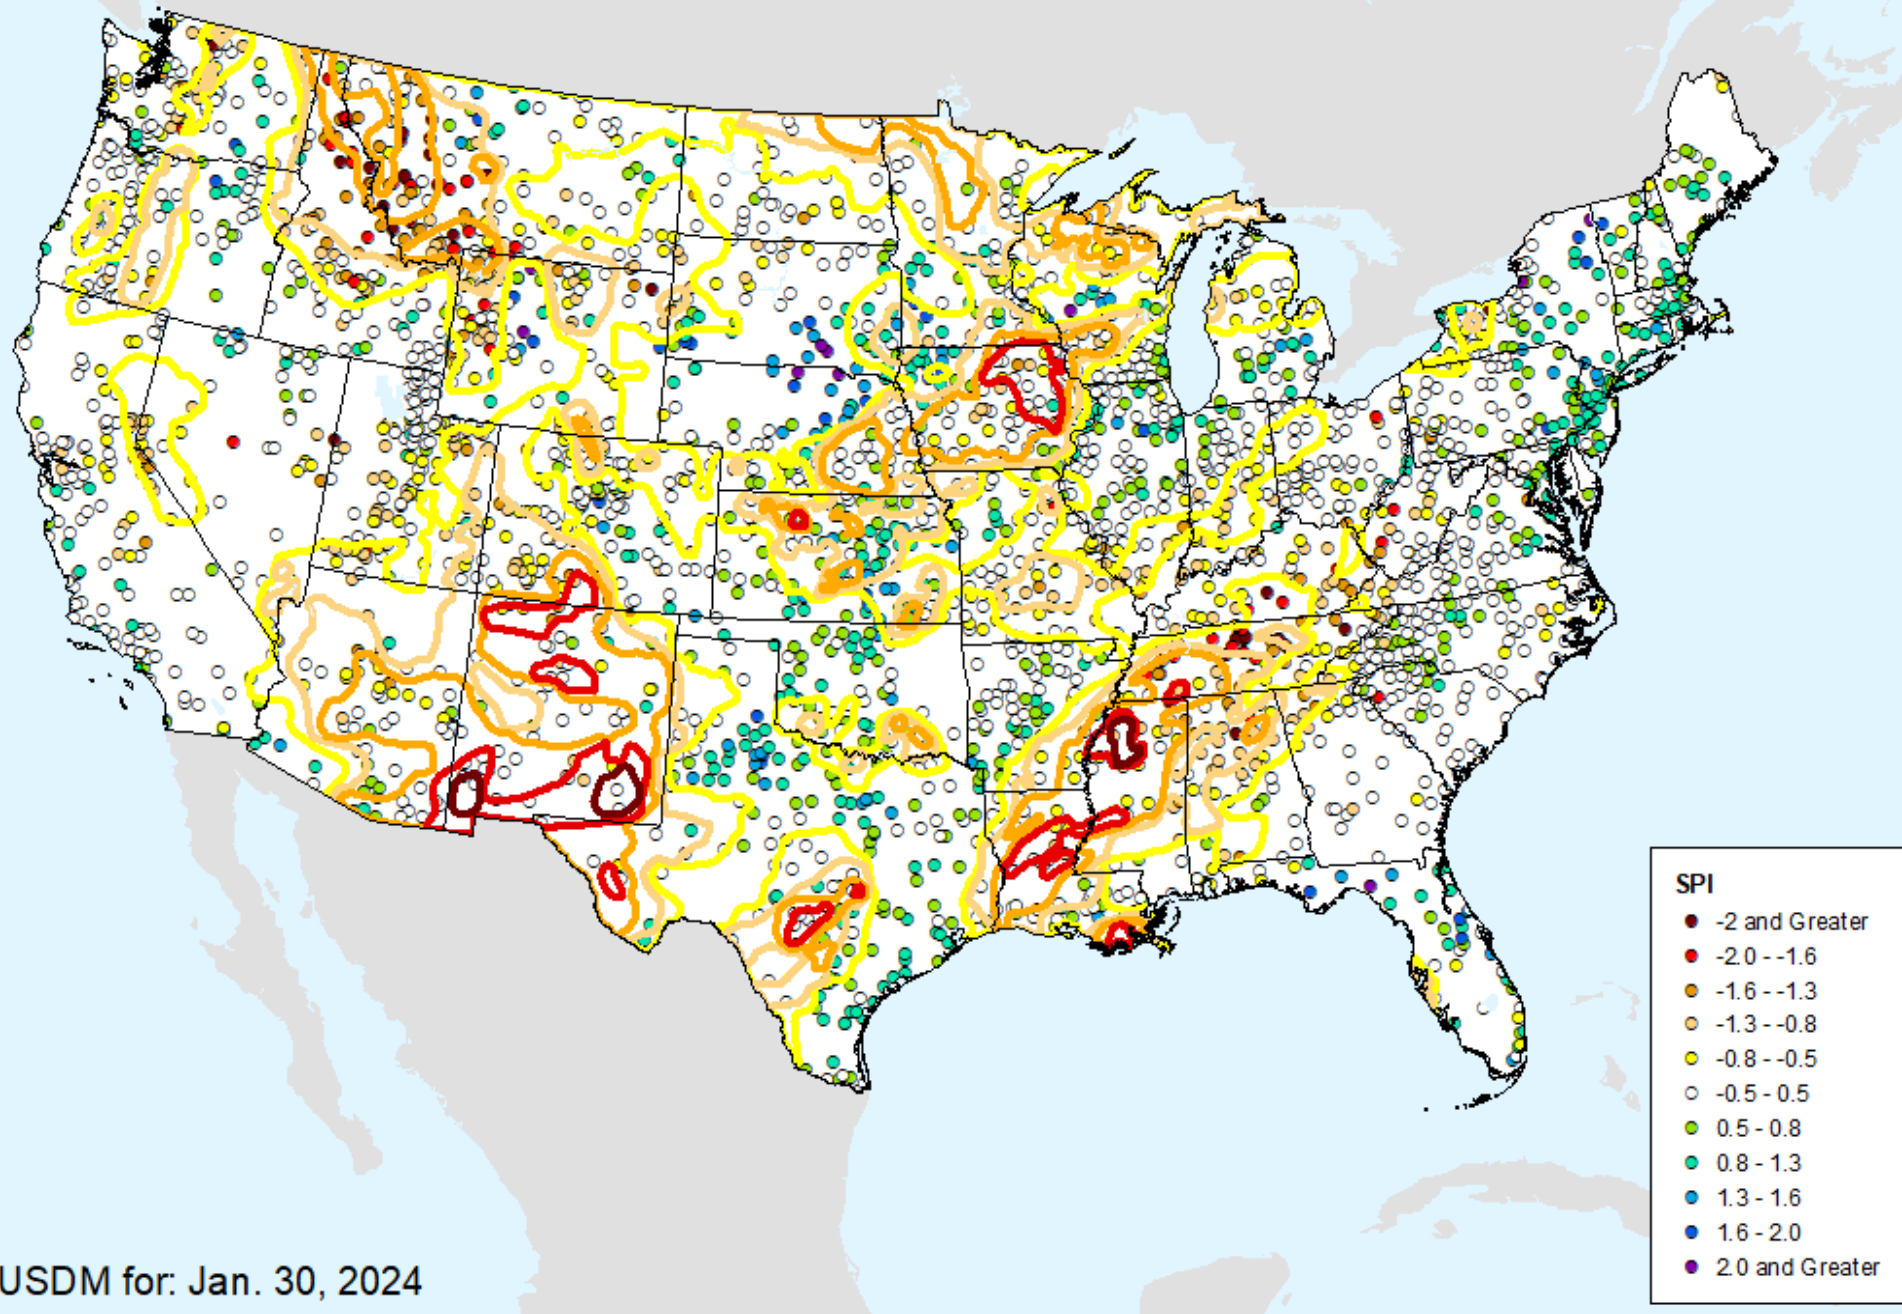 SPI
-2 and Greater
-2.0 - -1.6
-1.6 - -1.3
-1.3 - -0.8
-0.8 - -0.5
-0.5 - 0.5
0.5 - 0.8
0.8 - 1.3
1.3 - 1.6
1.6 - 2.0
2.0 and Greater
USDM for: Jan. 30, 2024